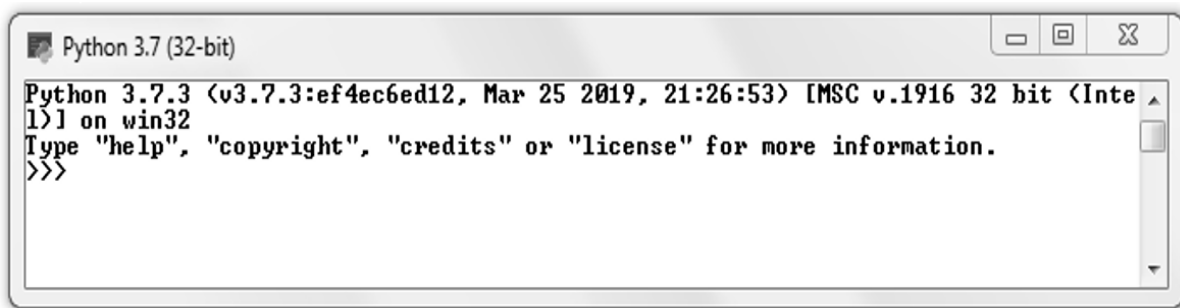 Python 3.7 (32-bit)
Python 3.7.3 (v3.7.3:ef4ec6ed12, Mar 25 2019, 21:26:53) [MSC v.1916 32 bit (Inte
l)] on win32
Type "help", "copyright", "credits" or "license" for more information.
>>>